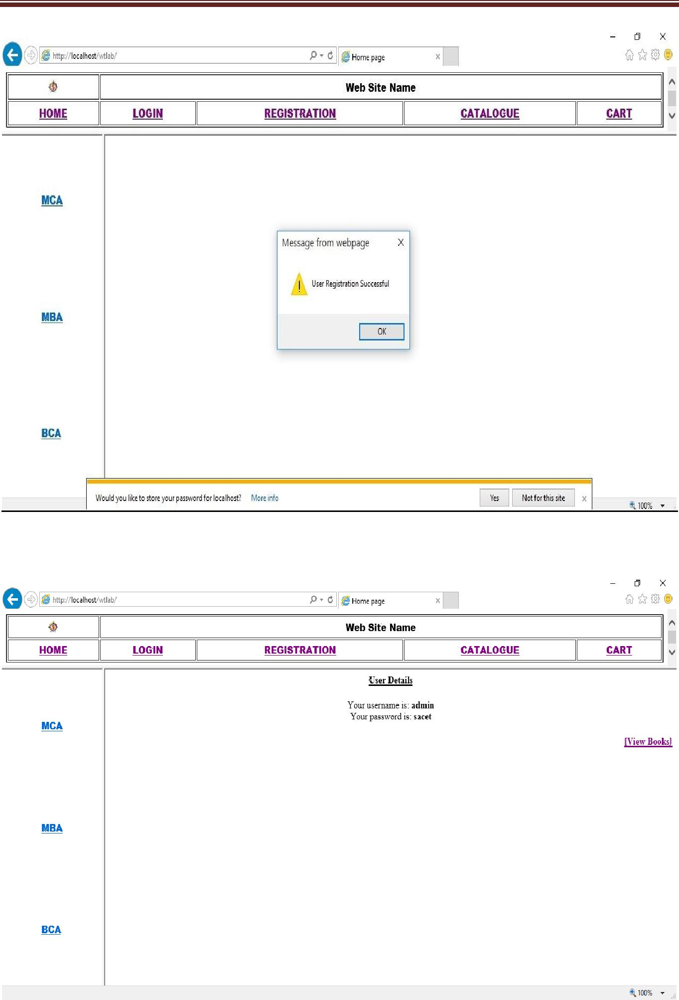 http://localhost/wtlab/
Home page
Web Site Name
HOME LOGIN REGISTRATION CATALOGUE CART
MCA
Message from webpage
User Registration Successful
MBA
OK
BCA
Would you like to store your password for localhost? More info Yes Not for this site
100%
http://localhost/wtlab/
Home page
Web Site Name
HOME LOGIN REGISTRATION CATALOGUE CART
User Details
Your username is: admin
Your password is: sacet
MCA
[View Books]
MBA
BCA
100%